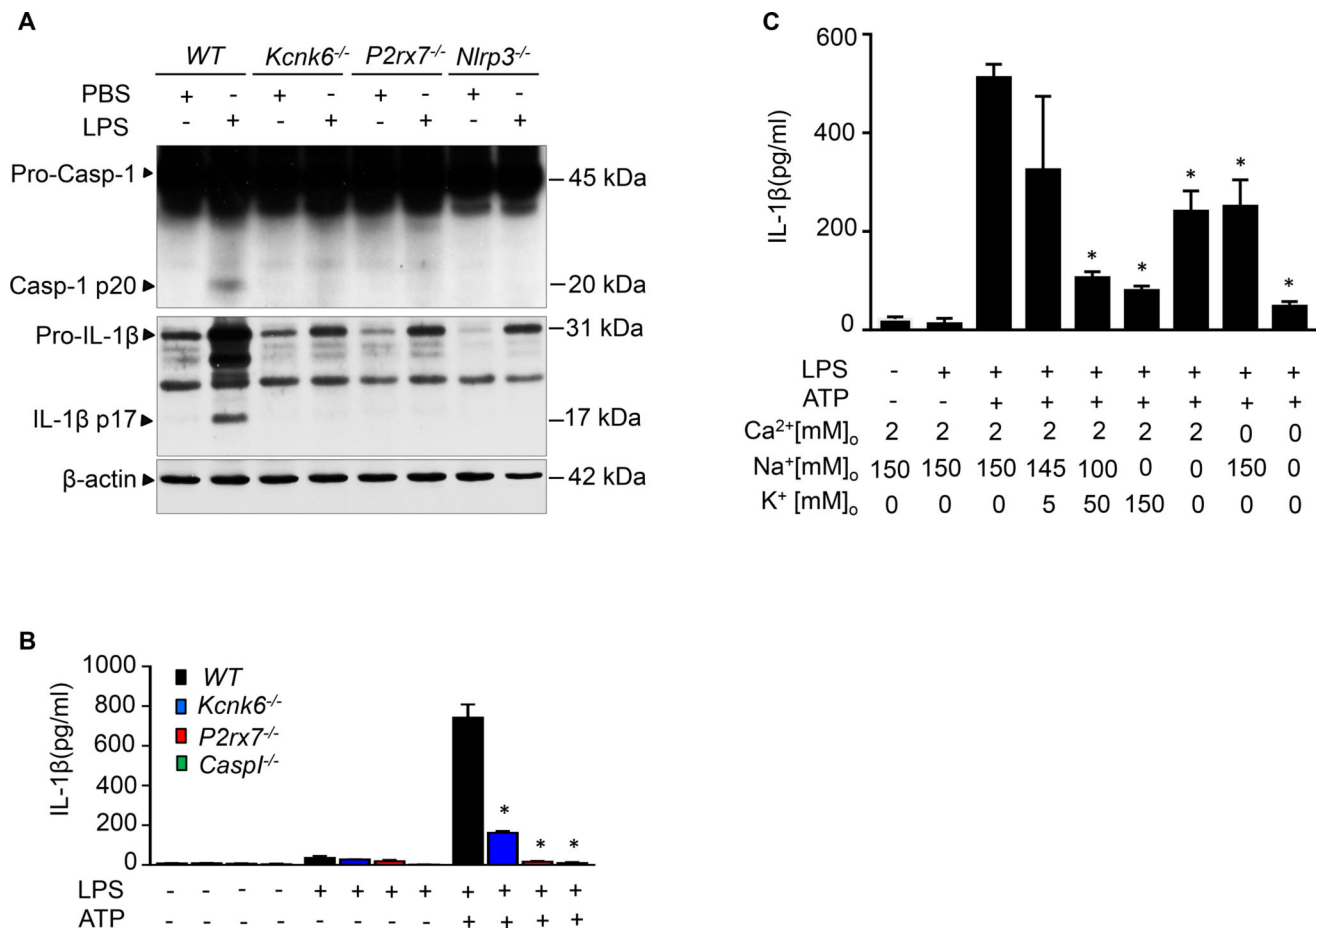 A
WT Kcnk6-/- P2rx7-/- Nlrp3-/-
PBS + - + - + - + -
LPS - + - + - + - +
Pro-Casp-1 45 kDa
Casp-1 p20 20 kDa
Pro-IL-1β 31 kDa
IL-1β p17 17 kDa
β-actin 42 kDa
B
IL-1β(pg/ml)
1000
800
600
400
200
0
WT
Kcnk6-/-
P2rx7-/-
CaspI-/-
* * *
LPS - - - - + + + + + + + +
ATP - - - - - - - - + + + +
C
IL-1β(pg/ml)
600
400
200
0
* * * * *
LPS - + + + + + + + +
ATP - - + + + + + + +
Ca2+[mM]o 2 2 2 2 2 2 2 0 0
Na+[mM]o 150 150 150 145 100 0 0 150 0
K+ [mM]o 0 0 0 5 50 150 0 0 0